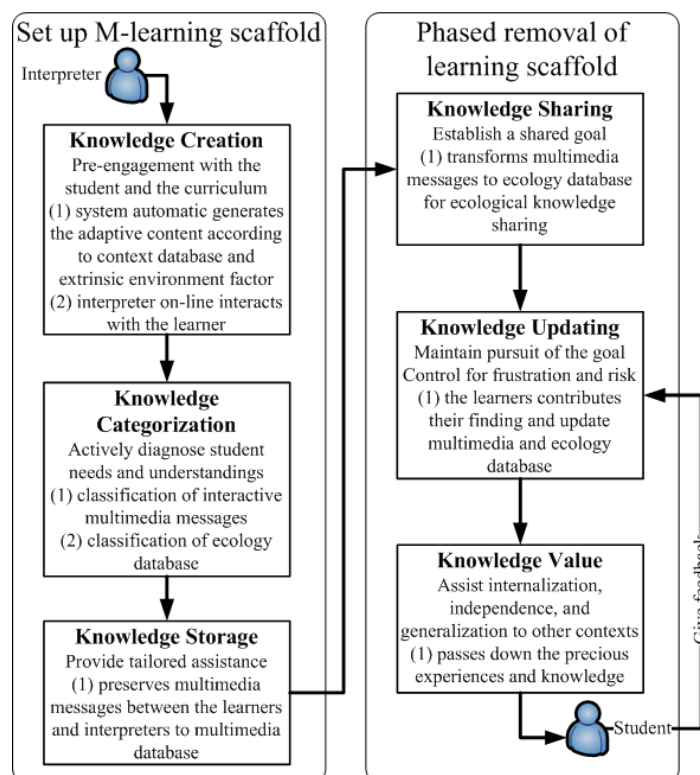 Set up M-learning scaffold
Interpreter
Knowledge Creation
Pre-engagement with the
student and the curriculum
(1) system automatic generates
the adaptive content according
to context database and
extrinsic environment factor
(2) interpreter on-line interacts
with the learner
Knowledge
Categorization
Actively diagnose student
needs and understandings
(1) classification of interactive
multimedia messages
(2) classification of ecology
database
Knowledge Storage
Provide tailored assistance
(1) preserves multimedia
messages between the learners
and interpreters to multimedia
database
Phased removal of
learning scaffold
Knowledge Sharing
Establish a shared goal
(1) transforms multimedia
messages to ecology database
for ecological knowledge
sharing
Knowledge Updating
Maintain pursuit of the goal
Control for frustration and risk
(1) the learners contributes
their finding and update
multimedia and ecology
database
Knowledge Value
Assist internalization,
independence, and
generalization to other contexts
(1) passes down the precious
experiences and knowledge
Student
Give feedback